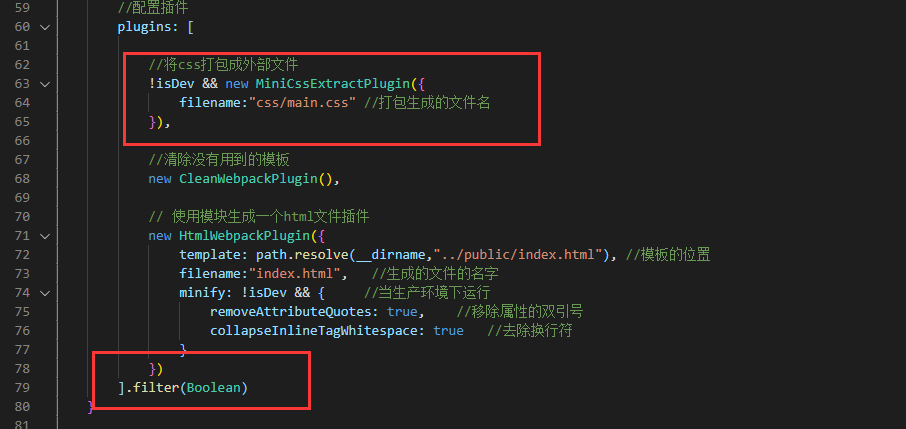 59 //配置插件
60 plugins: [
61
62 //将css打包成外部文件
63 !isDev && new MiniCssExtractPlugin({
64 filename:"css/main.css" //打包生成的文件名
65 }),
66
67 //清除没有用到的模板
68 new CleanWebpackPlugin(),
69
70 // 使用模块生成一个html文件插件
71 new HtmlWebpackPlugin({
72 template: path.resolve(__dirname,"../public/index.html"), //模板的位置
73 filename:"index.html", //生成的文件的名字
74 minify: !isDev && { //当生产环境下运行
75 removeAttributeQuotes: true, //移除属性的双引号
76 collapseInlineTagWhitespace: true //去除换行符
77 }
78 })
79 ].filter(Boolean)
80 }
81